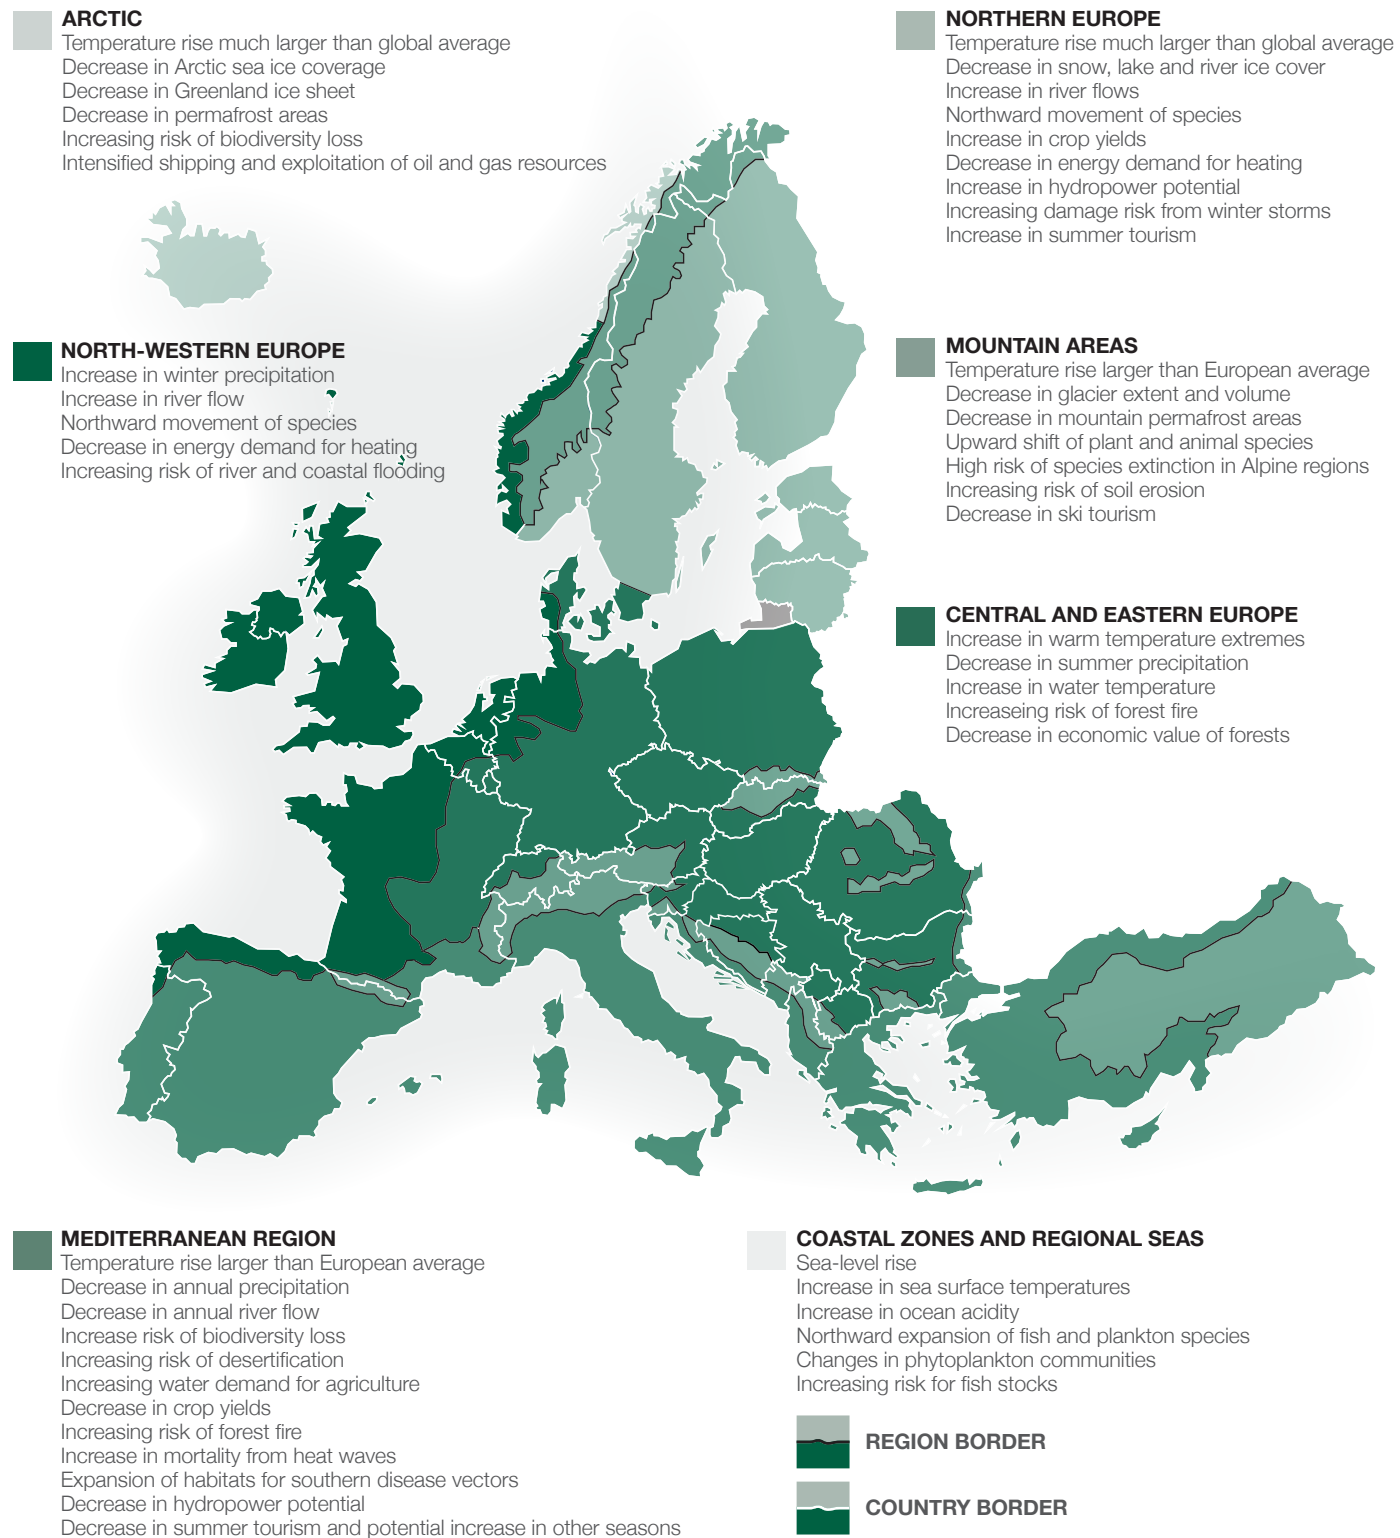 ARCTIC
Temperature rise much larger than global average
Decrease in Arctic sea ice coverage
Decrease in Greenland ice sheet
Decrease in permafrost areas
Increasing risk of biodiversity loss
Intensified shipping and exploitation of oil and gas resources
NORTHERN EUROPE
Temperature rise much larger than global average
Decrease in snow, lake and river ice cover
Increase in river flows
Northward movement of species
Increase in crop yields
Decrease in energy demand for heating
Increase in hydropower potential
Increasing damage risk from winter storms
Increase in summer tourism
NORTH-WESTERN EUROPE
Increase in winter precipitation
Increase in river flow
Northward movement of species
Decrease in energy demand for heating
Increasing risk of river and coastal flooding
MOUNTAIN AREAS
Temperature rise larger than European average
Decrease in glacier extent and volume
Decrease in mountain permafrost areas
Upward shift of plant and animal species
High risk of species extinction in Alpine regions
Increasing risk of soil erosion
Decrease in ski tourism
CENTRAL AND EASTERN EUROPE
Increase in warm temperature extremes
Decrease in summer precipitation
Increase in water temperature
Increaseing risk of forest fire
Decrease in economic value of forests
MEDITERRANEAN REGION
Temperature rise larger than European average
Decrease in annual precipitation
Decrease in annual river flow
Increase risk of biodiversity loss
Increasing risk of desertification
Increasing water demand for agriculture
Decrease in crop yields
Increasing risk of forest fire
Increase in mortality from heat waves
Expansion of habitats for southern disease vectors
Decrease in hydropower potential
Decrease in summer tourism and potential increase in other seasons
COASTAL ZONES AND REGIONAL SEAS
Sea-level rise
Increase in sea surface temperatures
Increase in ocean acidity
Northward expansion of fish and plankton species
Changes in phytoplankton communities
Increasing risk for fish stocks
REGION BORDER
COUNTRY BORDER